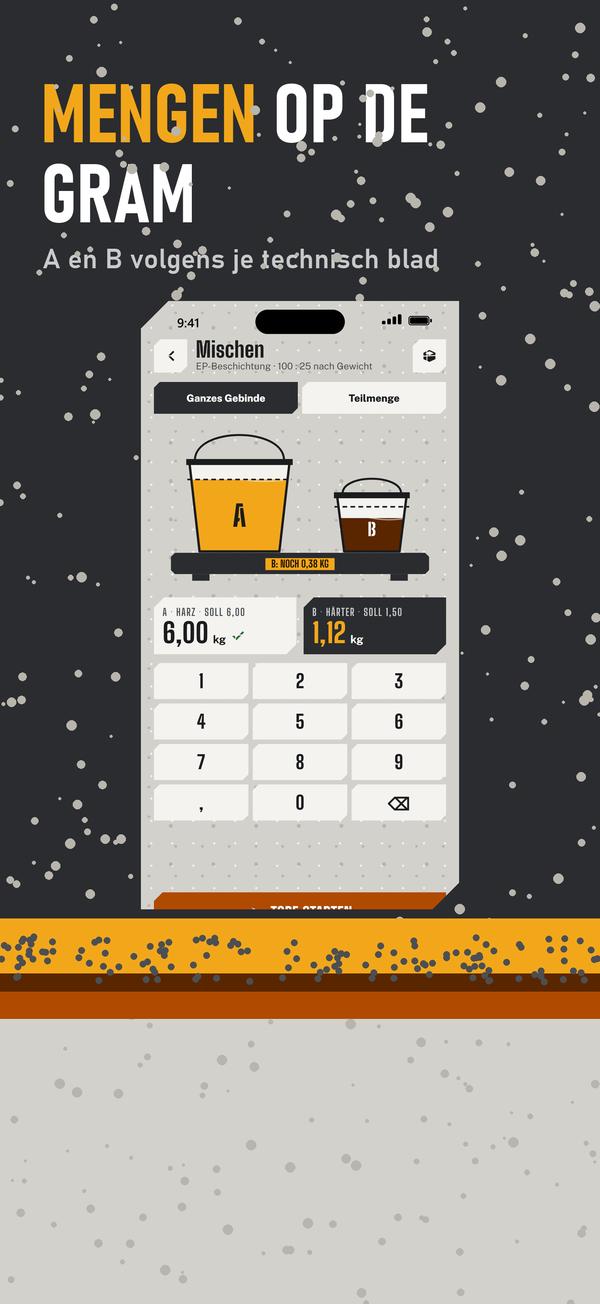 MENGEN OP DE
GRAM
A en B volgens je technisch blad
9:41
Mischen
EP-Beschichtung · 100 : 25 nach Gewicht
Ganzes Gebinde
Teilmenge
A
B
B: NOCH 0,38 KG
A · HARZ · SOLL 6,00
6,00 kg
B · HÄRTER · SOLL 1,50
1,12 kg
1 2 3
4 5 6
7 8 9
, 0